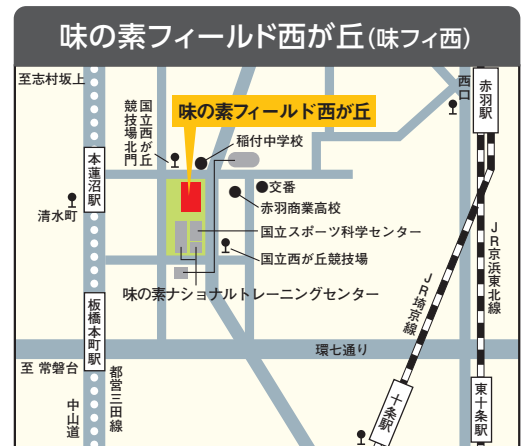 味の素フィールド西が丘(味フィ西)
至志村坂上
国立西が丘
競技場北門
味の素フィールド西が丘
西口
赤羽駅
稲付中学校
本蓮沼駅
交番
清水町
赤羽商業高校
国立スポーツ科学センター
国立西が丘競技場
JR京浜東北線
JR埼京線
味の素ナショナルトレーニングセンター
板橋本町駅
環七通り
至 常磐台
都営三田線
中山道
十条駅
東十条駅